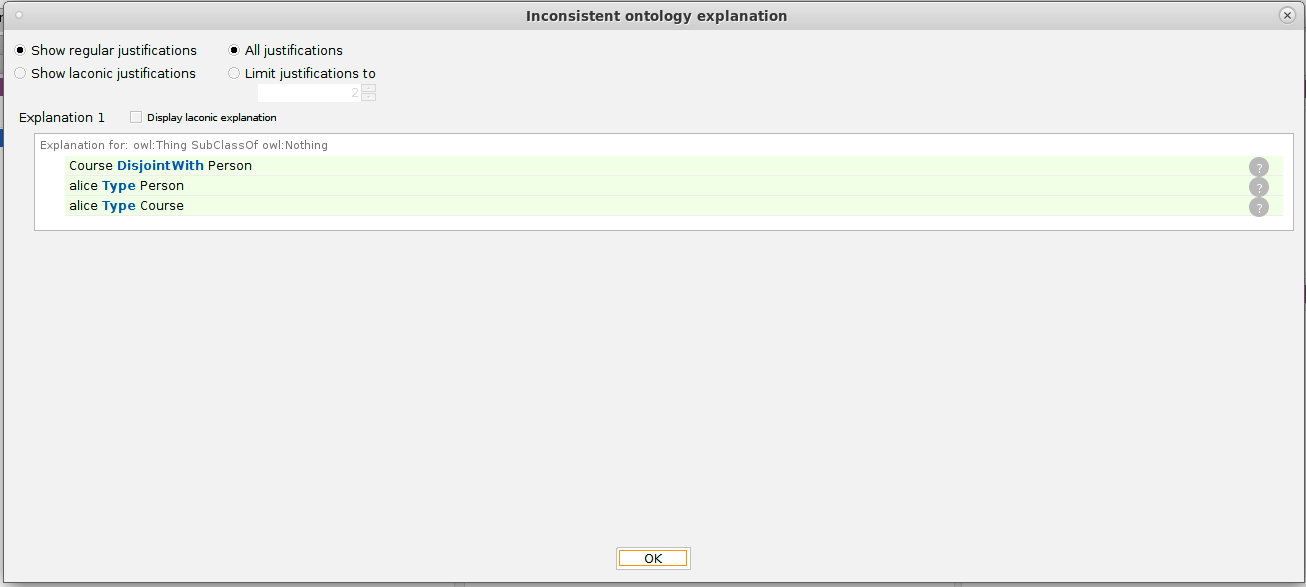 Inconsistent ontology explanation
Show regular justifications
All justifications
Show laconic justifications
Limit justifications to
2
Explanation 1
Display laconic explanation
Explanation for: owl:Thing SubClassOf owl:Nothing
Course DisjointWith Person ?
alice Type Person ?
alice Type Course ?
OK